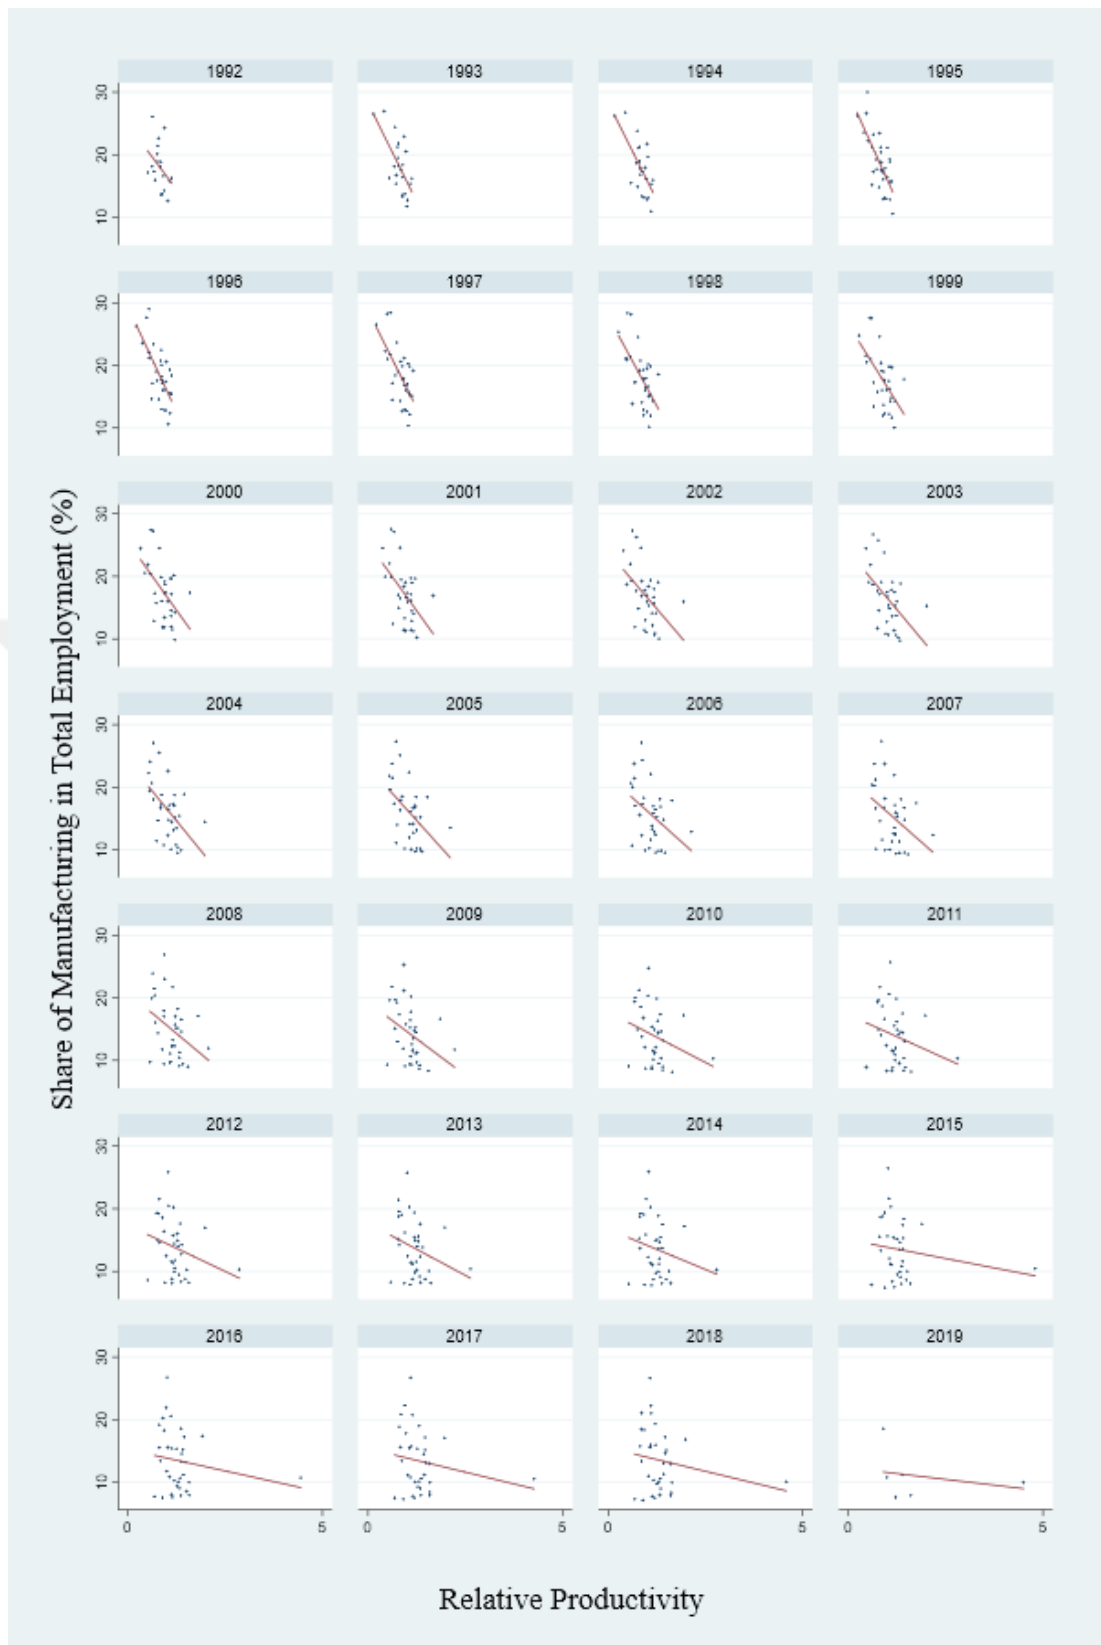 1992 1993 1994 1995
30
20
10
1996 1997 1998 1999
30
20
10
2000 2001 2002 2003
30
20
10
2004 2005 2006 2007
30
20
10
2008 2009 2010 2011
30
20
10
2012 2013 2014 2015
30
20
10
2016 2017 2018 2019
30
20
10
0 5 0 5 0 5 0 5
Share of Manufacturing in Total Employment (%)
Relative Productivity